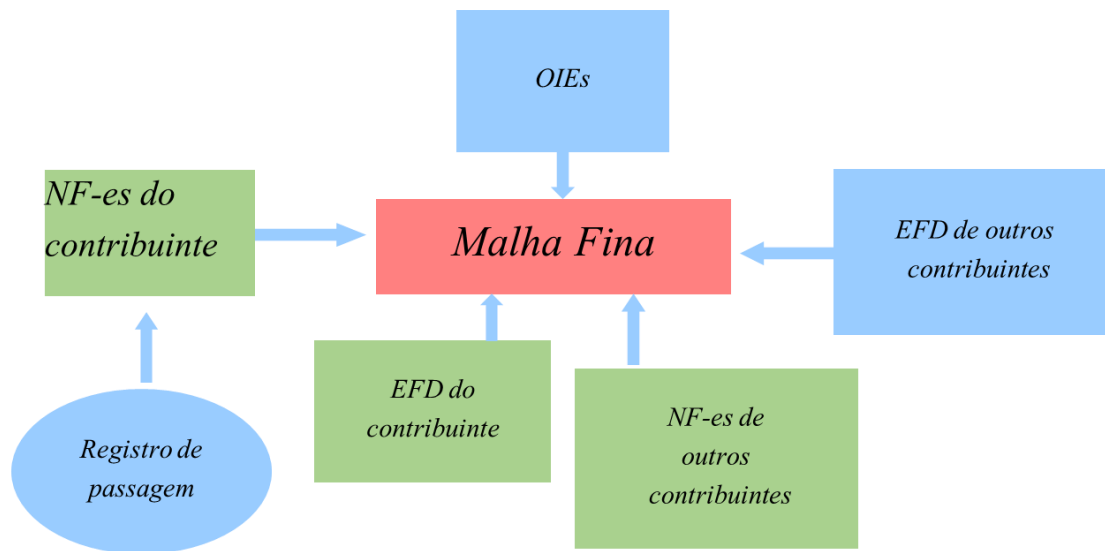 OIEs
NF-es do
contribuinte
Malha Fina
EFD de outros
contribuintes
EFD do
contribuinte
NF-es de
outros
contribuintes
Registro de
passagem